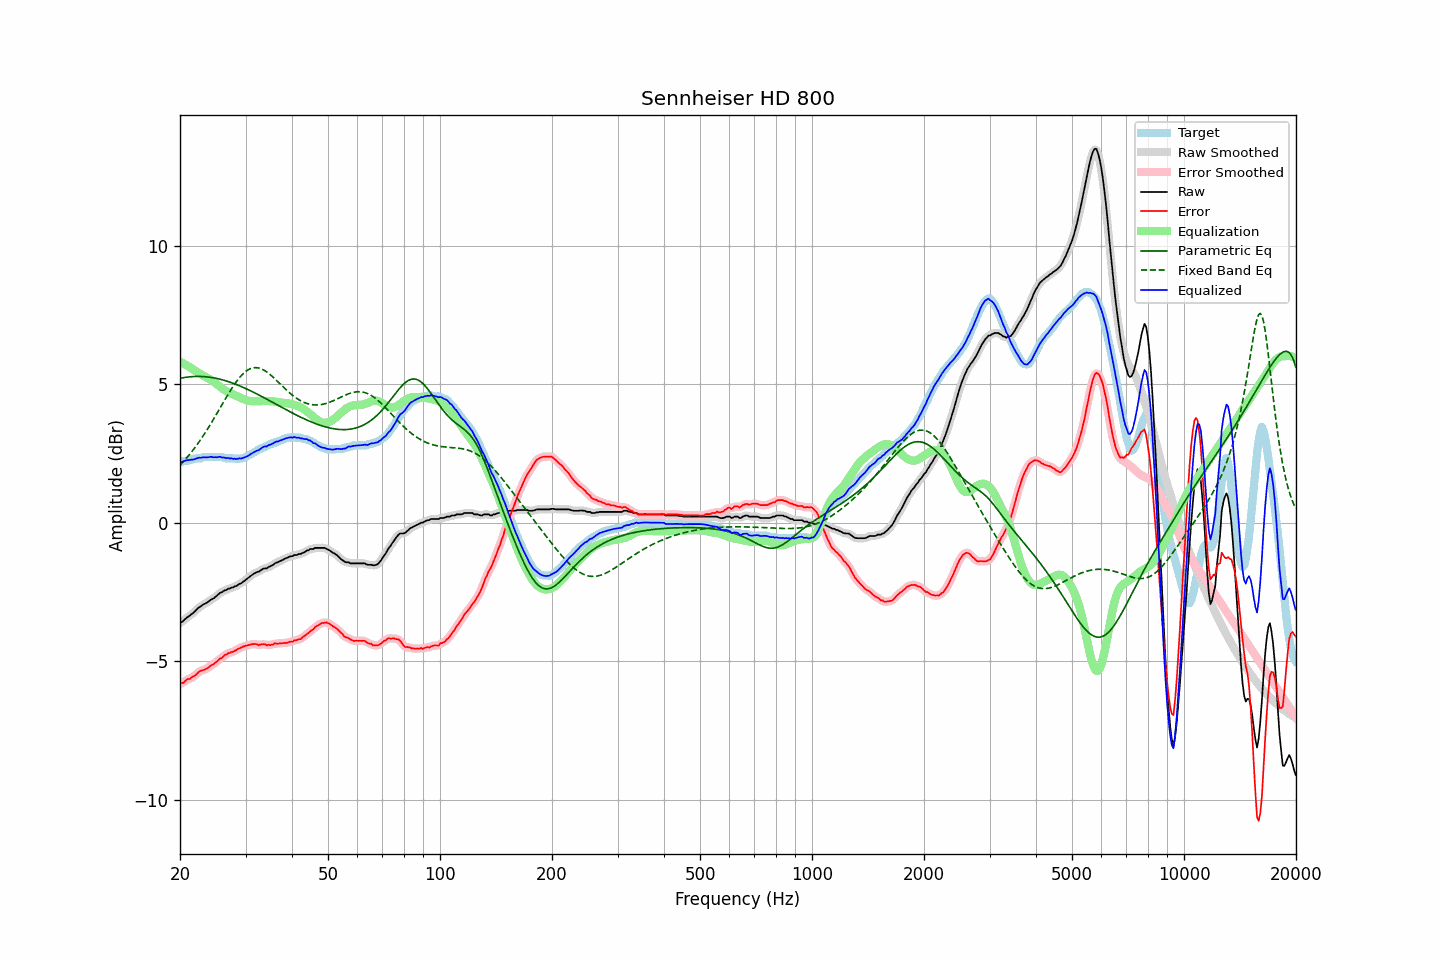 Sennheiser HD 800
Amplitude (dBr)
10
5
0
−5
−10
Target
Raw Smoothed
Error Smoothed
Raw
Error
Equalization
Parametric Eq
Fixed Band Eq
Equalized
20 50 100 200 500 1000 2000 5000 10000 20000
Frequency (Hz)